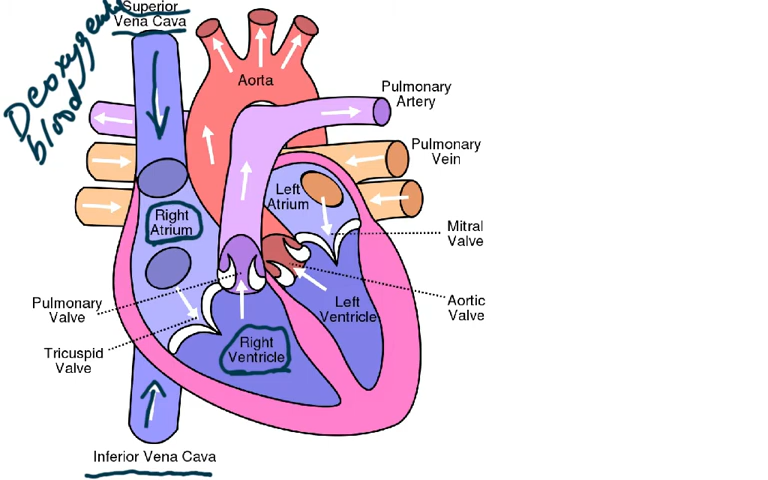 Superior
Vena Cava
Deoxygenated
blood
Aorta
Pulmonary
Artery
Pulmonary
Vein
Left
Atrium
Right
Atrium
Mitral
Valve
Pulmonary
Valve
Left
Ventricle
Aortic
Valve
Right
Ventricle
Tricuspid
Valve
Inferior Vena Cava